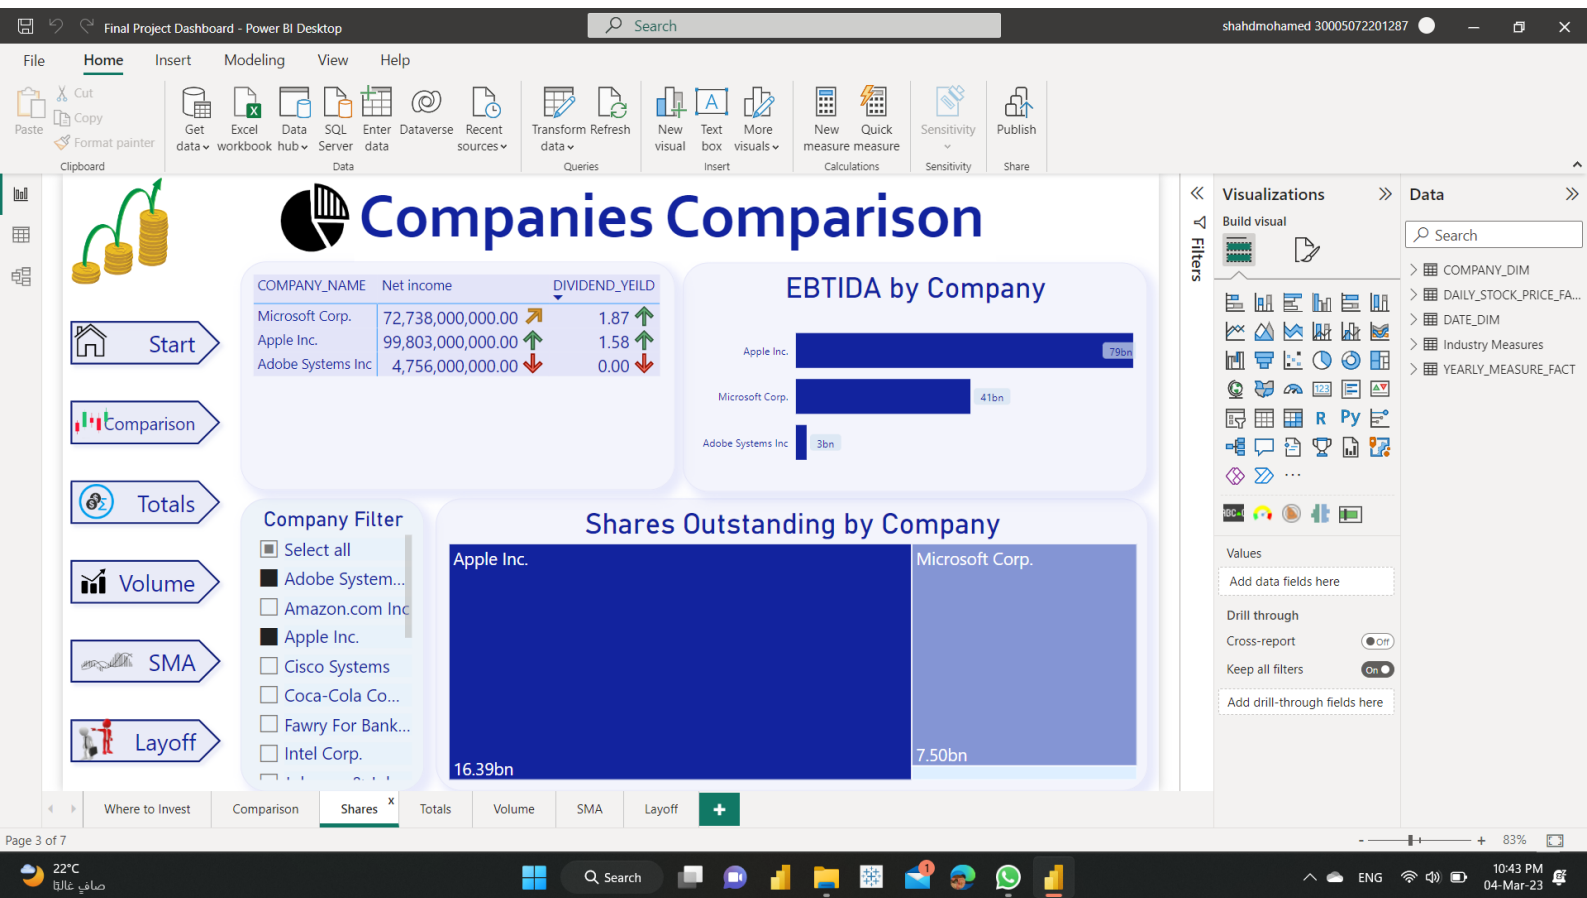 Final Project Dashboard - Power BI Desktop
Search
shahdmohamed 30005072201287
File Home Insert Modeling View Help
Paste
Cut
Copy
Format painter
Clipboard
Get data
Excel workbook
Data hub
SQL Server
Enter data
Dataverse
Recent sources
Data
Transform data
Refresh
Queries
New visual
Text box
More visuals
Insert
New measure
Quick measure
Calculations
Sensitivity
Sensitivity
Publish
Share
Companies Comparison
Start
Comparison
Totals
Volume
SMA
Layoff
COMPANY_NAME Net income DIVIDEND_YEILD
Microsoft Corp. 72,738,000,000.00 1.87
Apple Inc. 99,803,000,000.00 1.58
Adobe Systems Inc 4,756,000,000.00 0.00
EBTIDA by Company
Apple Inc. 79bn
Microsoft Corp. 41bn
Adobe Systems Inc 3bn
Company Filter
Select all
Adobe System...
Amazon.com Inc
Apple Inc.
Cisco Systems
Coca-Cola Co...
Fawry For Bank...
Intel Corp.
Shares Outstanding by Company
Apple Inc.
16.39bn
Microsoft Corp.
7.50bn
Filters
Visualizations
Build visual
R Py
123
ABC
Values
Add data fields here
Drill through
Cross-report Off
Keep all filters On
Add drill-through fields here
Data
Search
COMPANY_DIM
DAILY_STOCK_PRICE_FA...
DATE_DIM
Industry Measures
YEARLY_MEASURE_FACT
Where to Invest Comparison Shares x Totals Volume SMA Layoff +
Page 3 of 7
- + 83%
22°C
صافٍ غالبًا
Search
1
ENG
10:43 PM
04-Mar-23